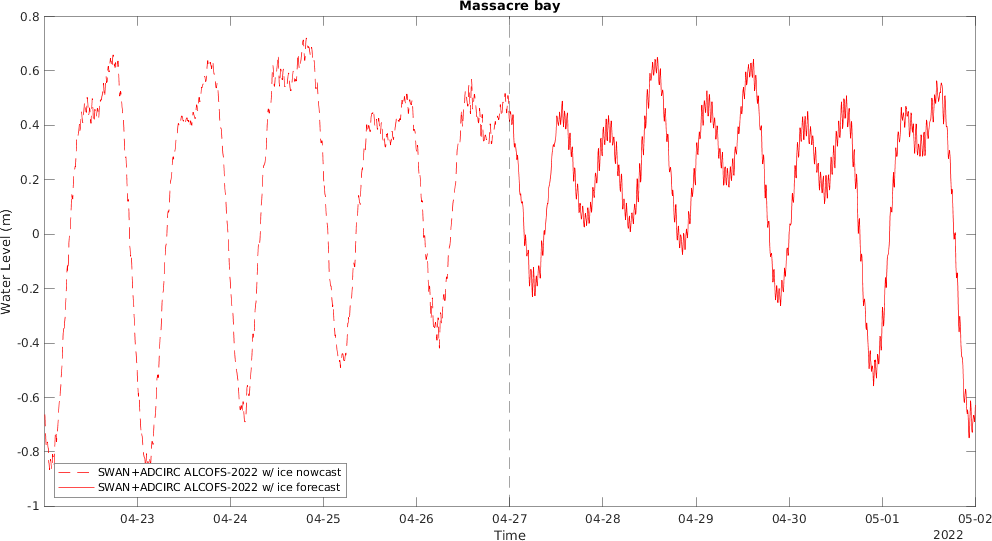 Massacre bay
0.8
0.6
0.4
0.2
0
-0.2
-0.4
-0.6
-0.8
-1
Water Level (m)
SWAN+ADCIRC ALCOFS-2022 w/ ice nowcast
SWAN+ADCIRC ALCOFS-2022 w/ ice forecast
04-23 04-24 04-25 04-26 04-27 04-28 04-29 04-30 05-01 05-02
Time
2022